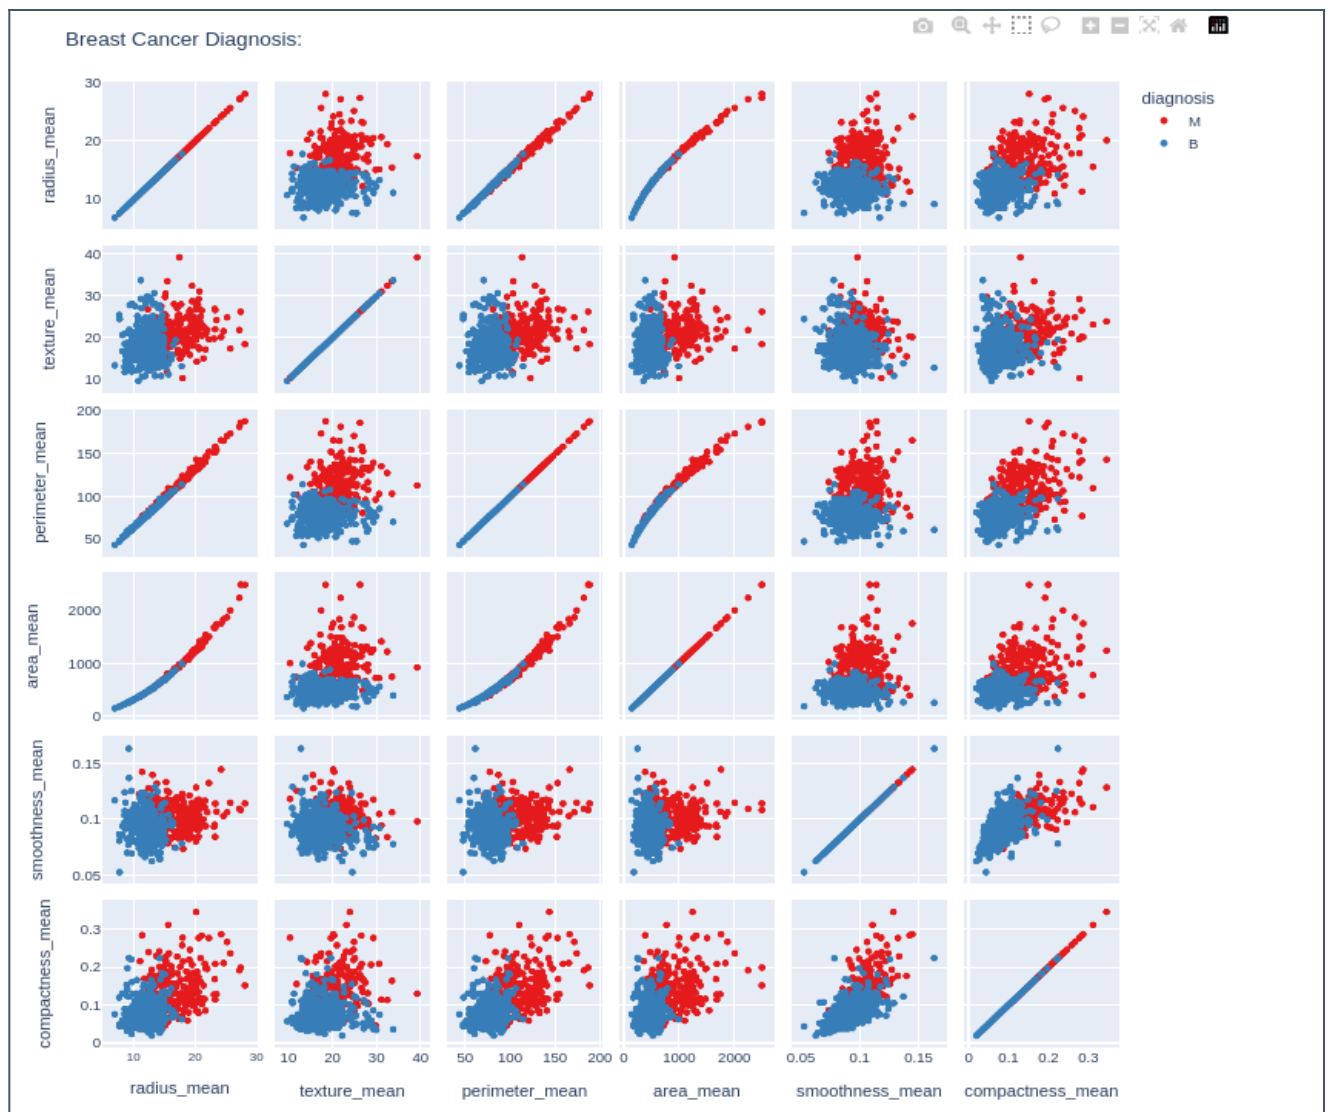 Breast Cancer Diagnosis:
diagnosis
M
B
radius_mean
30
20
10
texture_mean
40
30
20
10
perimeter_mean
200
150
100
50
area_mean
2000
1000
0
smoothness_mean
0.15
0.1
0.05
compactness_mean
0.3
0.2
0.1
0
10 20 30 10 20 30 40 50 100 150 200 0 1000 2000 0.05 0.1 0.15 0 0.1 0.2 0.3
radius_mean texture_mean perimeter_mean area_mean smoothness_mean compactness_mean